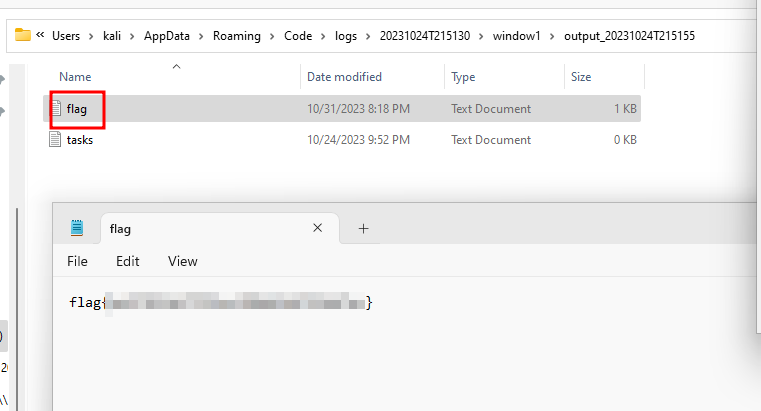 « Users > kali > AppData > Roaming > Code > logs > 20231024T215130 > window1 > output_20231024T215155
Name Date modified Type Size
flag 10/31/2023 8:18 PM Text Document 1 KB
tasks 10/24/2023 9:52 PM Text Document 0 KB
flag × +
File Edit View
flag{ }
)
20
\\